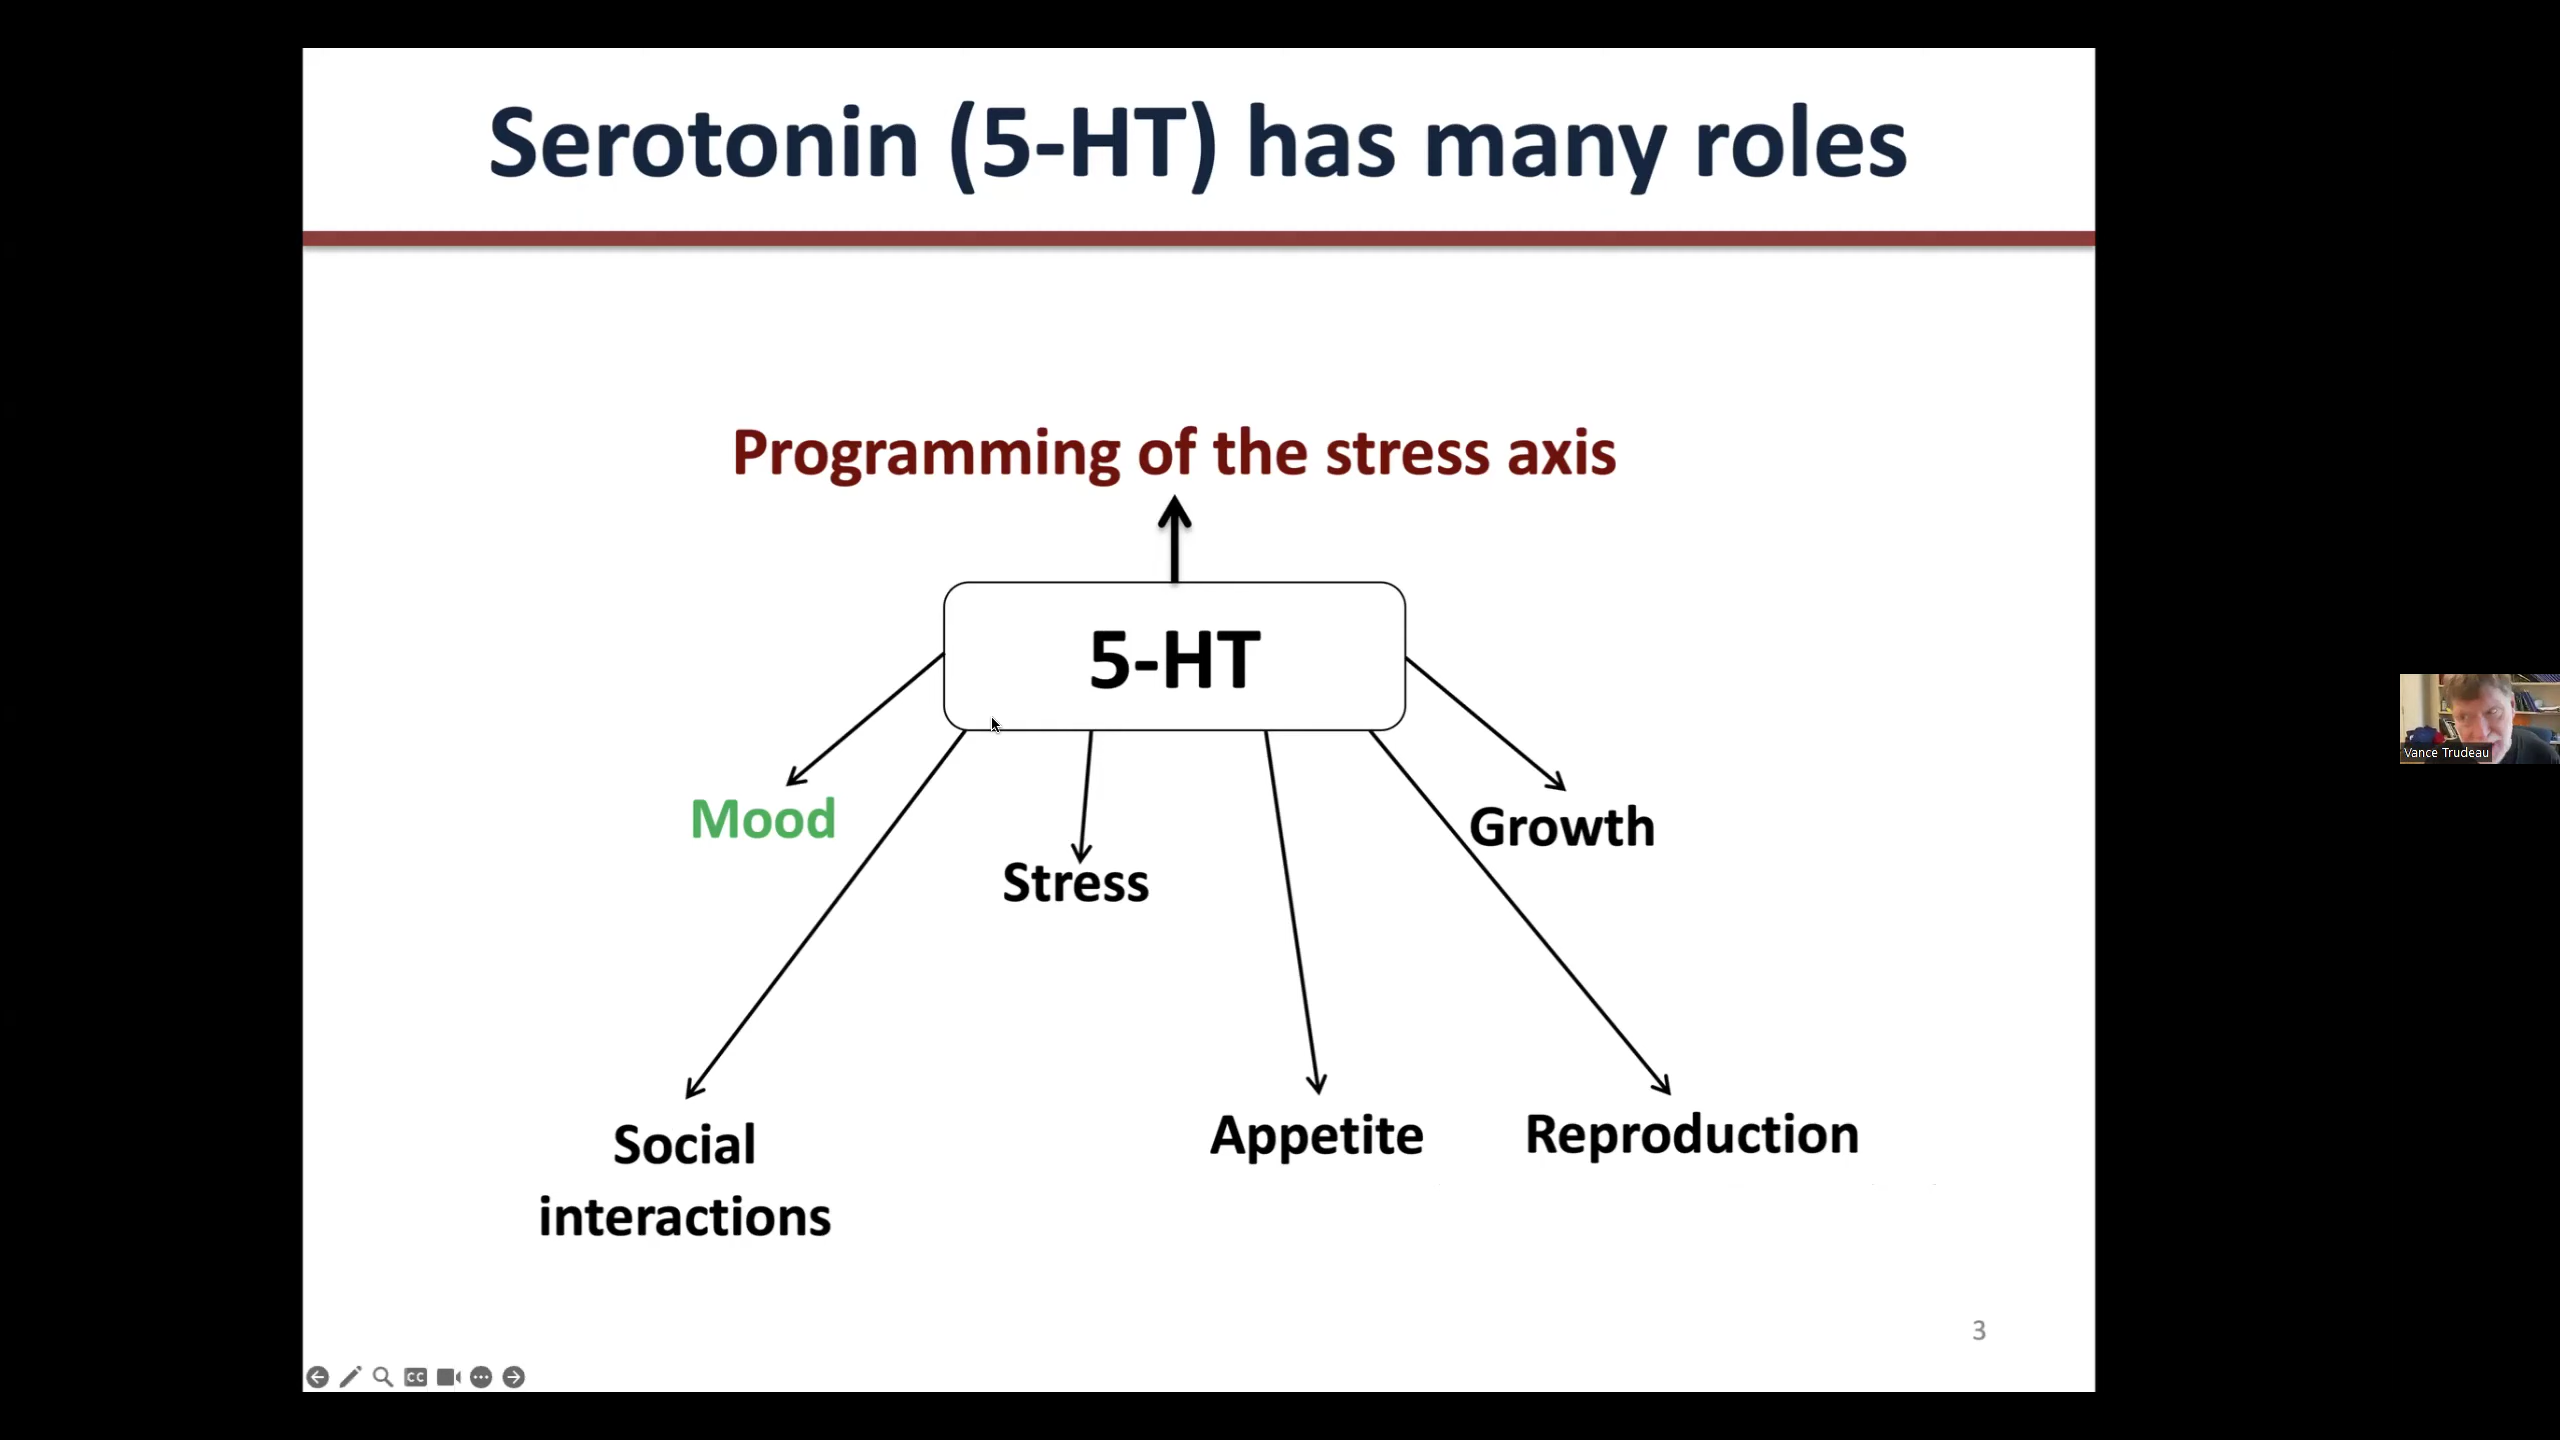 Serotonin (5-HT) has many roles
Programming of the stress axis
5-HT
Mood
Growth
Stress
Social
interactions
Appetite
Reproduction
3
CC
Vance Trudeau